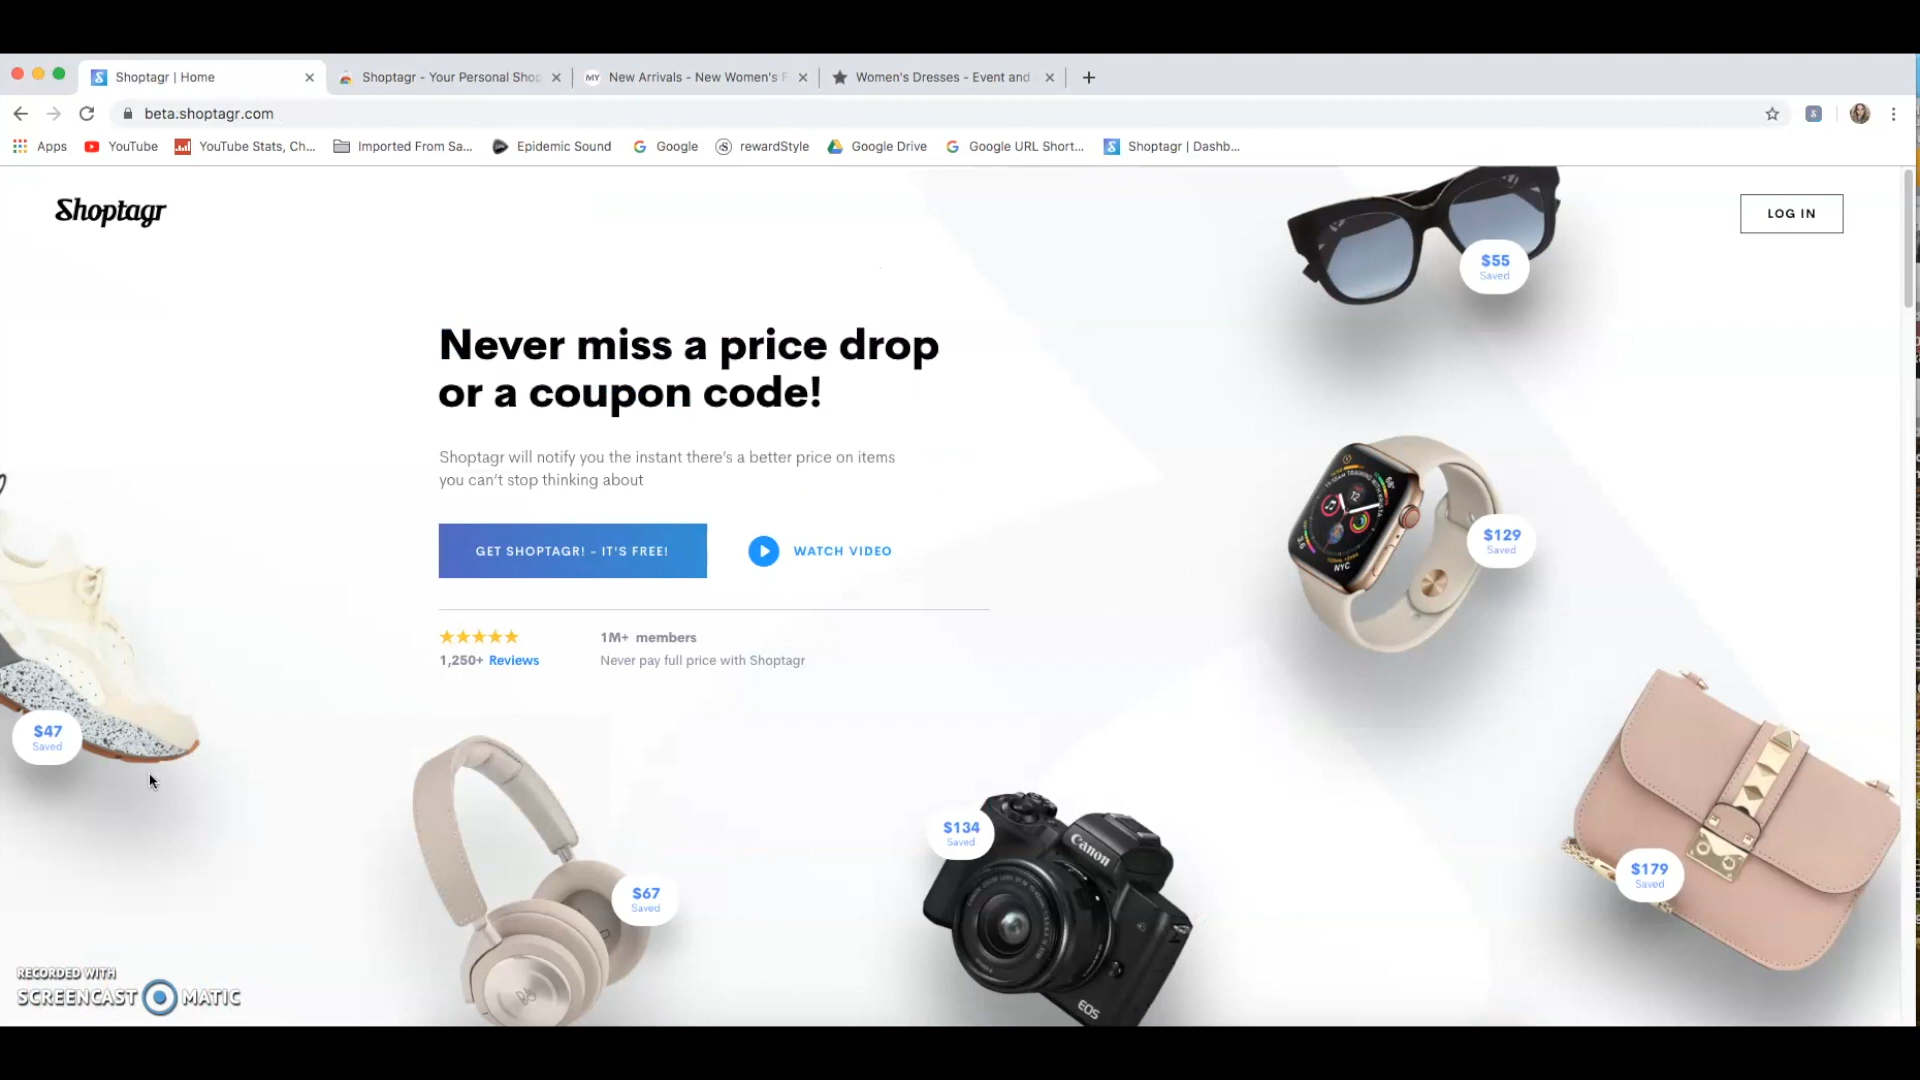 Shoptagr | Home
Shoptagr - Your Personal Shop
MY New Arrivals - New Women's F
Women's Dresses - Event and
beta.shoptagr.com
Apps
YouTube
YouTube Stats, Ch...
Imported From Sa...
Epidemic Sound
Google
rewardStyle
Google Drive
Google URL Short...
Shoptagr | Dashb...
Shoptagr
LOG IN
$55
Saved
Never miss a price drop
or a coupon code!
Shoptagr will notify you the instant there's a better price on items
you can't stop thinking about
GET SHOPTAGR! - IT'S FREE!
WATCH VIDEO
$129
Saved
NYC
12
1,250+ Reviews
1M+ members
Never pay full price with Shoptagr
$47
Saved
$67
Saved
$134
Saved
Canon
EOS
$179
Saved
RECORDED WITH
SCREENCAST MATIC